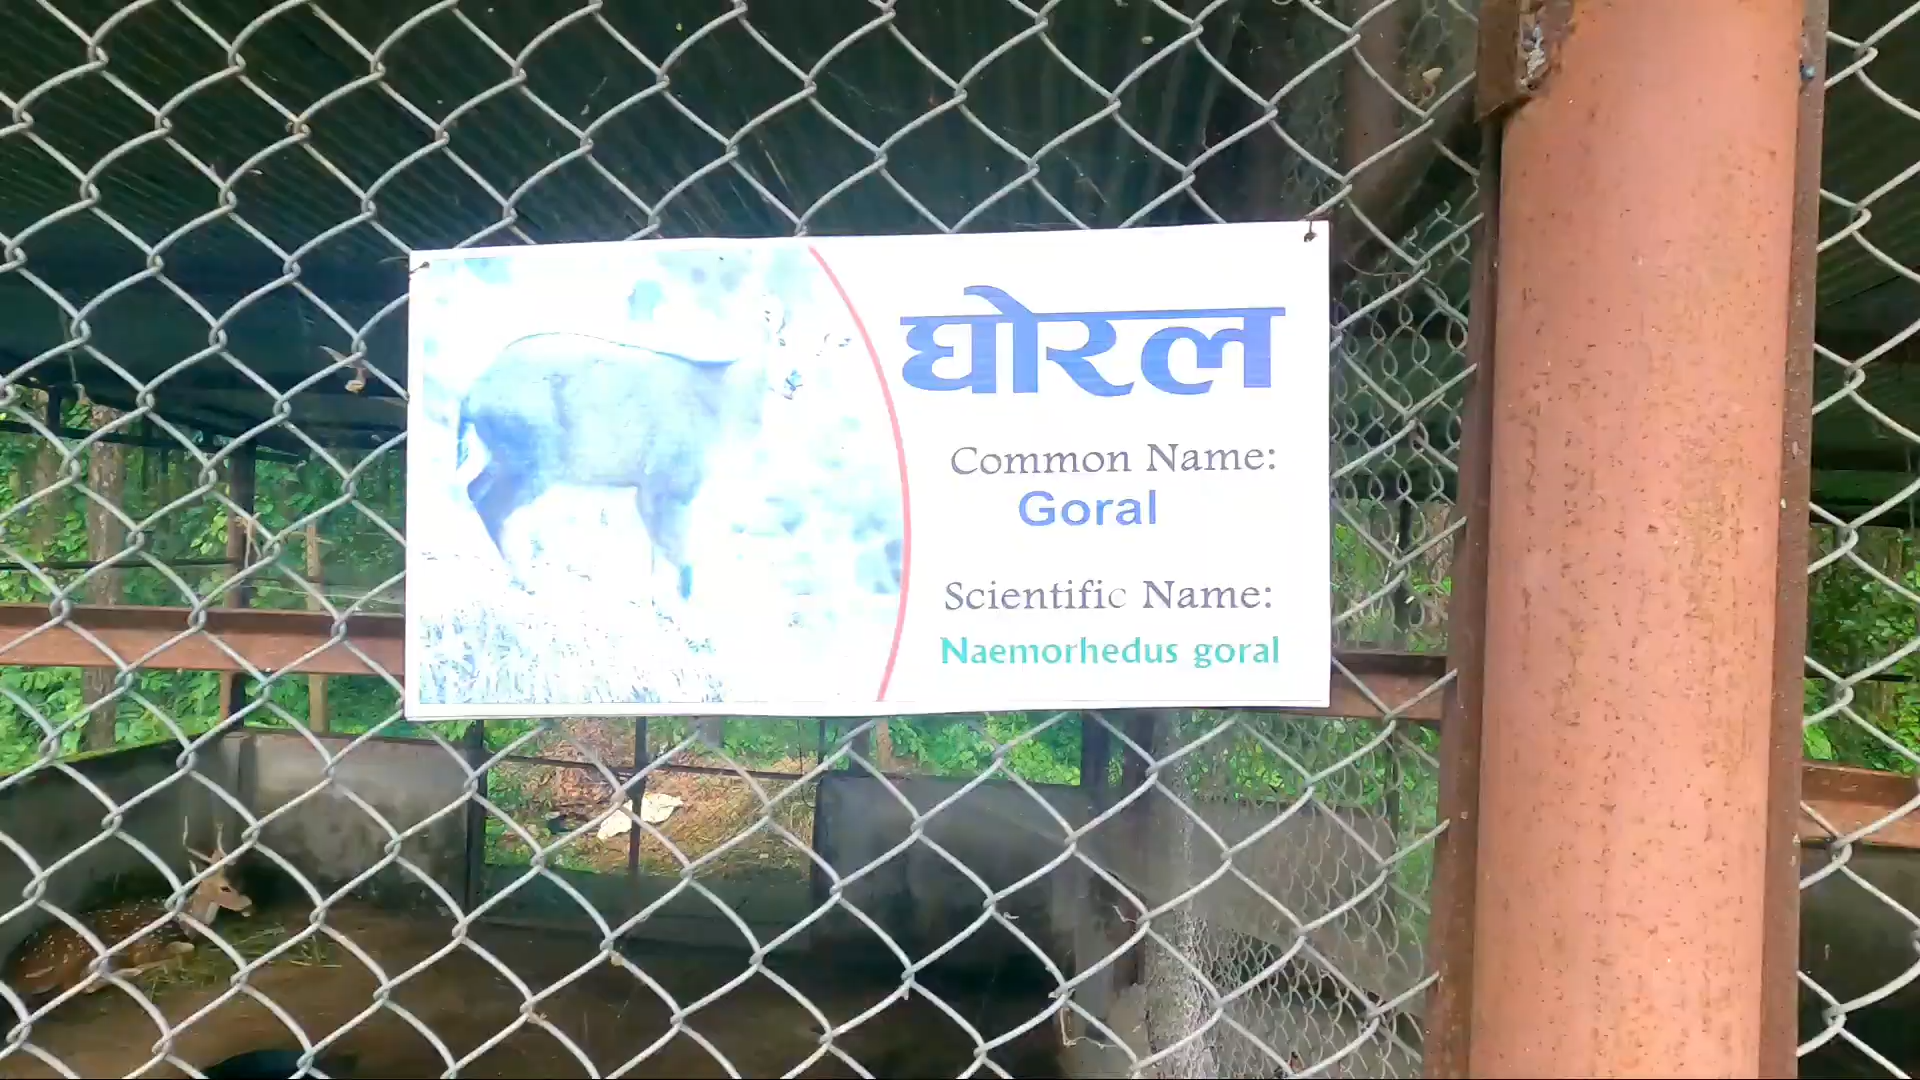 घोरल
Common Name:
Goral
Scientific Name:
Naemorhedus goral